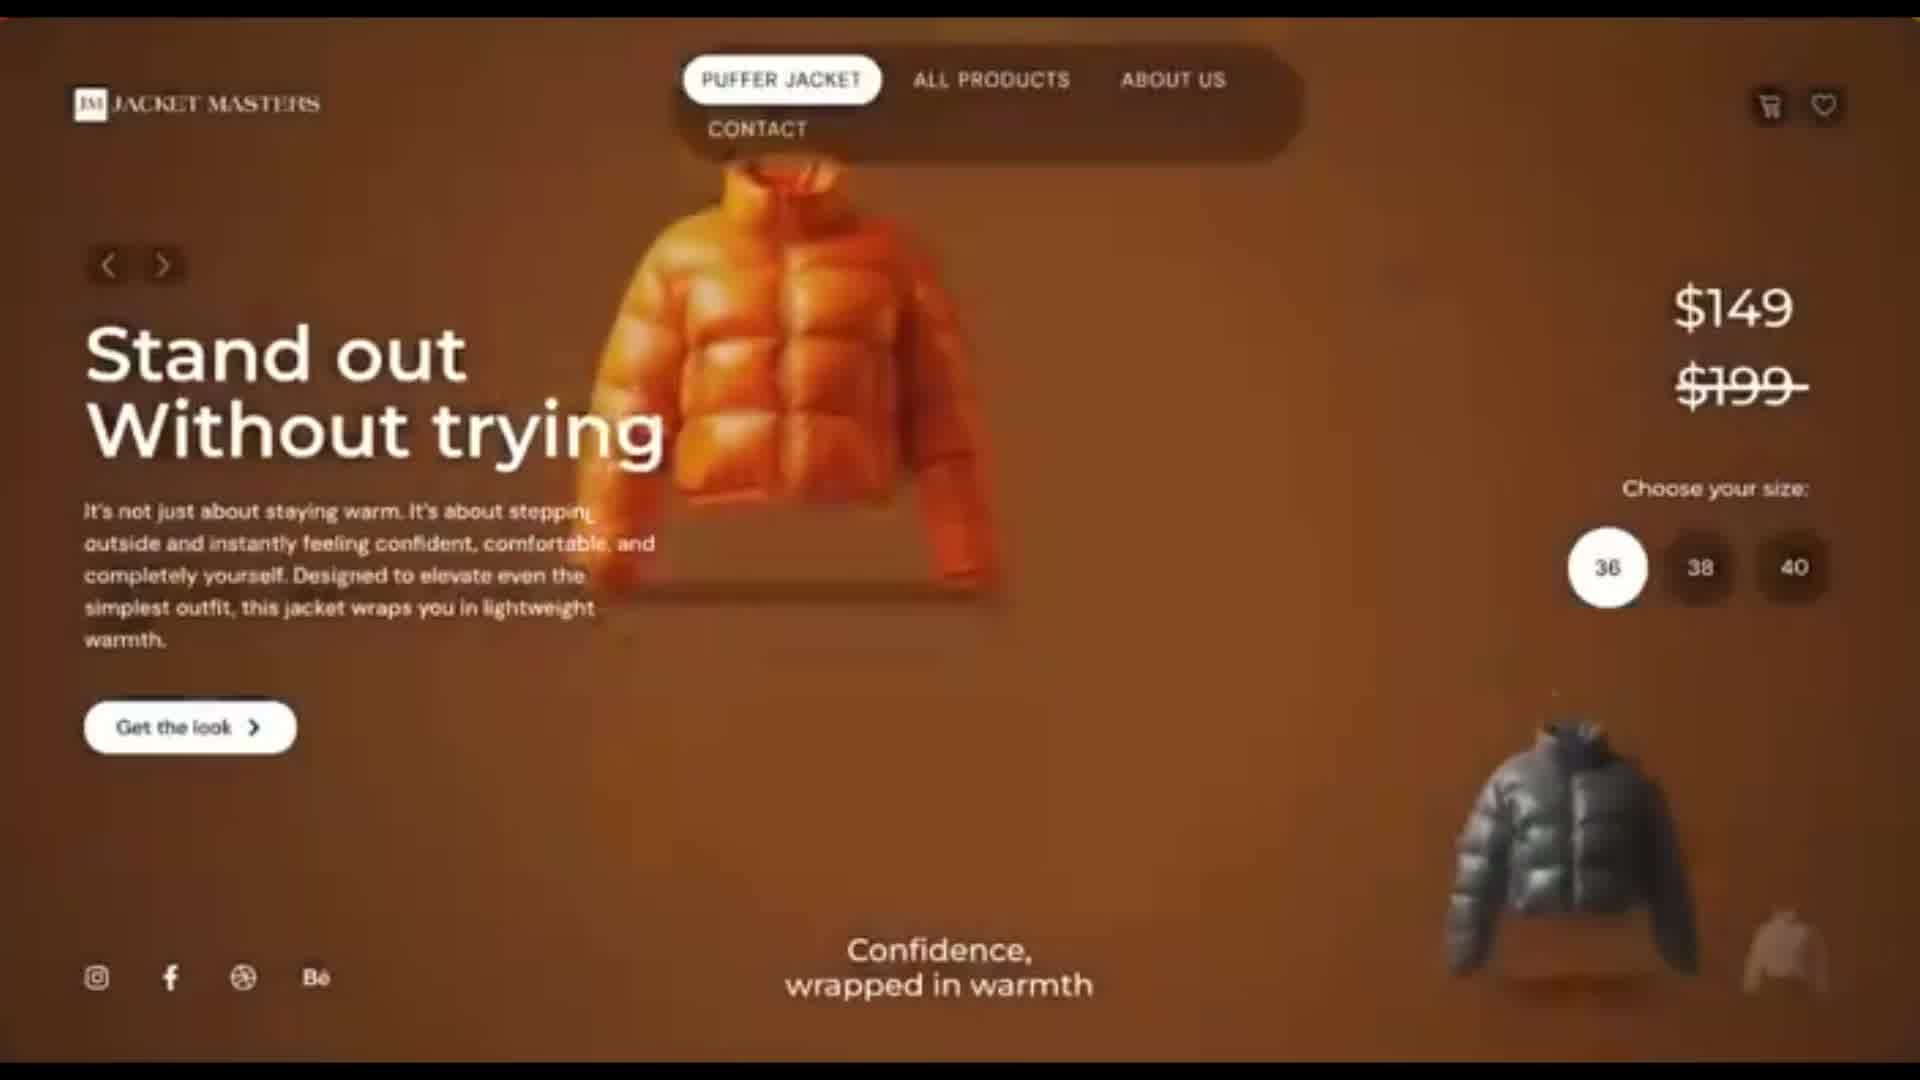 JM JACKET MASTERS
PUFFER JACKET ALL PRODUCTS ABOUT US
CONTACT
Stand out
Without trying
It's not just about staying warm. It's about stepping
outside and instantly feeling confident, comfortable, and
completely yourself. Designed to elevate even the
simplest outfit, this jacket wraps you in lightweight
warmth.
Get the look
$149
$199
Choose your size:
36 38 40
Bē
Confidence,
wrapped in warmth